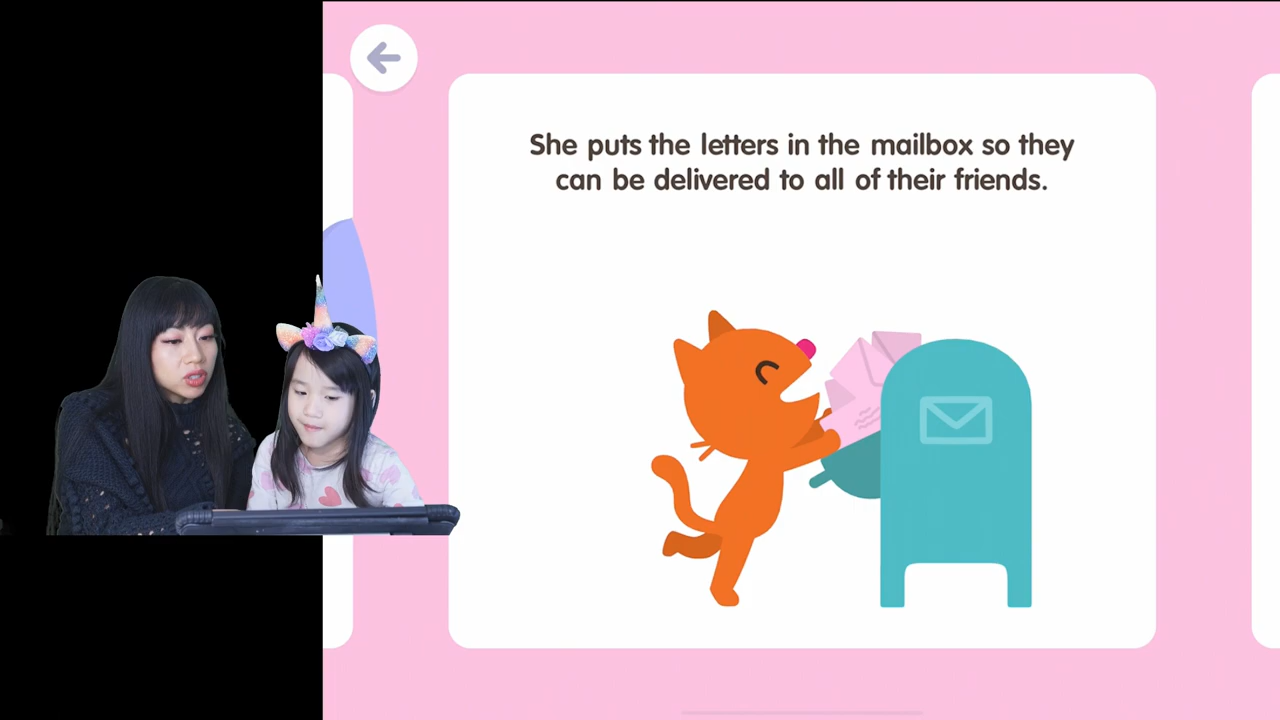 She puts the letters in the mailbox so they
can be delivered to all of their friends.